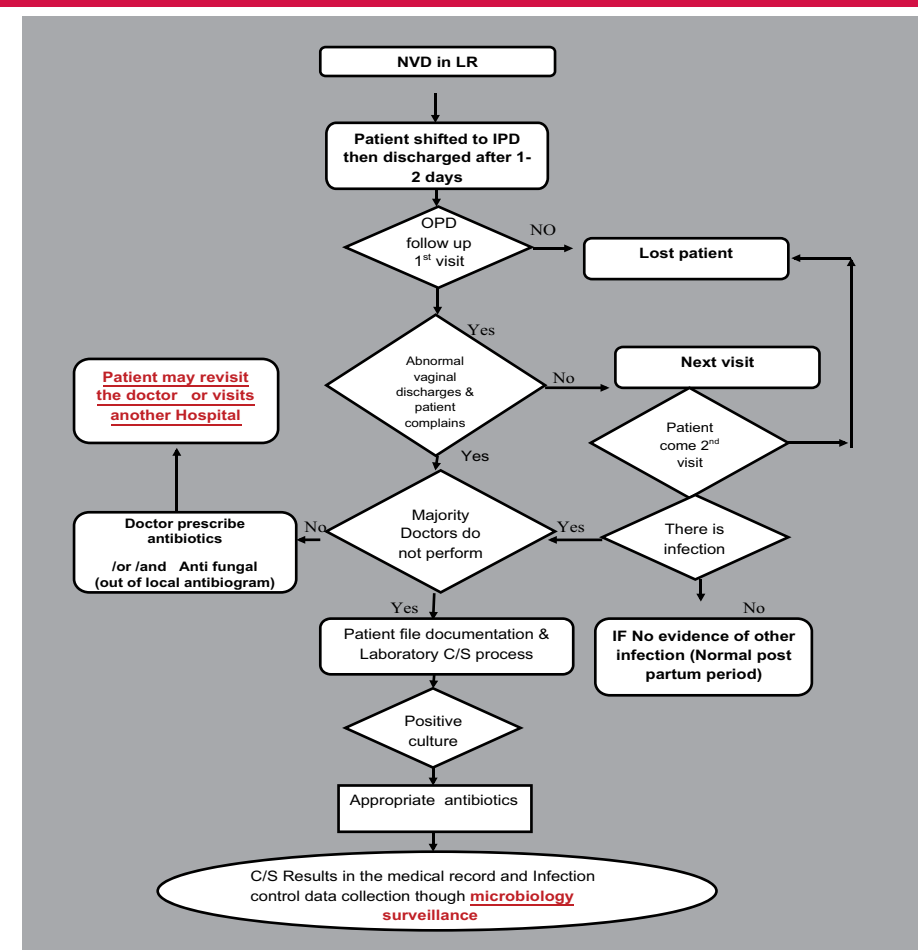 NVD in LR
Patient shifted to IPD
then discharged after 1-
2 days
OPD
follow up
1st visit
NO
Lost patient
Yes
Abnormal
vaginal
discharges &
patient
complains
No
Next visit
Patient may revisit
the doctor or visits
another Hospital
Patient
come 2nd
visit
Yes
Majority
Doctors do
not perform
No
Yes
There is
infection
Doctor prescribe
antibiotics
/or /and Anti fungal
(out of local antibiogram)
Yes
No
Patient file documentation &
Laboratory C/S process
IF No evidence of other
infection (Normal post
partum period)
Positive
culture
Appropriate antibiotics
C/S Results in the medical record and Infection
control data collection though microbiology
surveillance